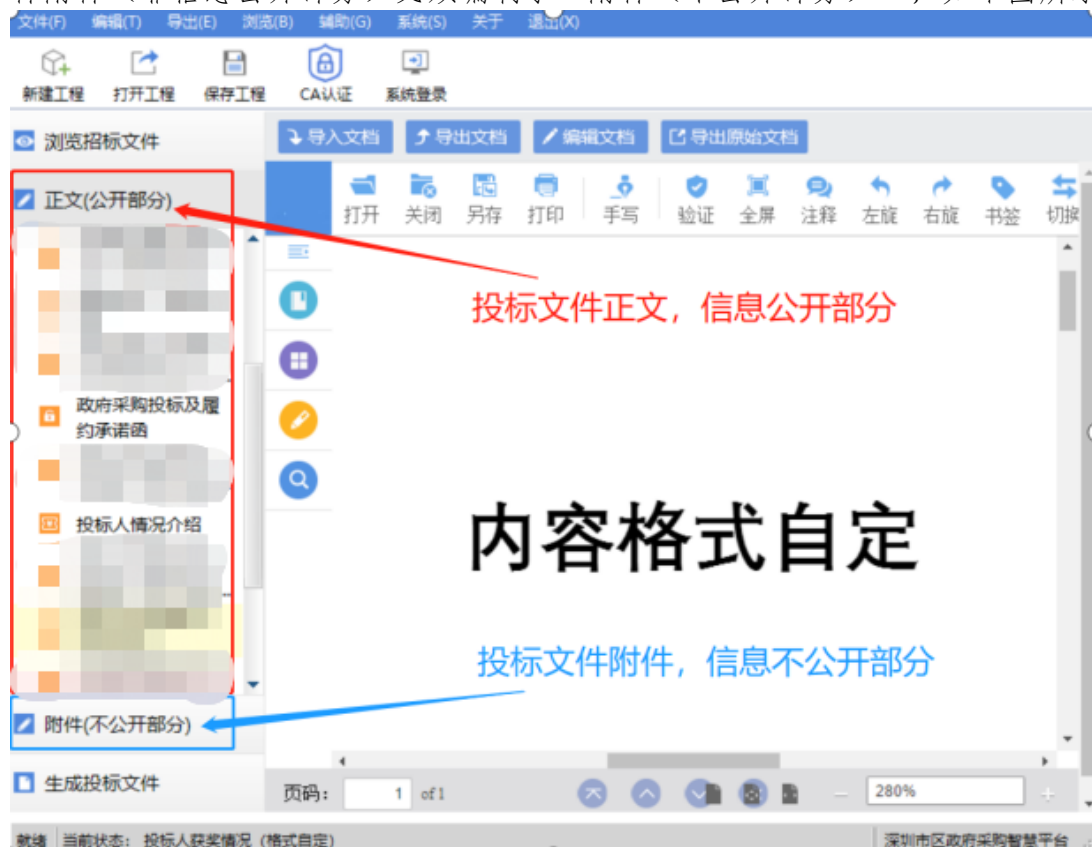 文件(F) 编辑(T) 导出(E) 浏览(B) 辅助(G) 系统(S) 关于 退出(X)
新建工程 打开工程 保存工程 CA认证 系统登录
浏览招标文件
导入文档 导出文档 编辑文档 导出原始文档
正文(公开部分)
打开 关闭 另存 打印 手写 验证 全屏 注释 左旋 右旋 书签 切换
投标文件正文，信息公开部分
政府采购投标及履
约承诺函
投标人情况介绍
内容格式自定
投标文件附件，信息不公开部分
附件(不公开部分)
生成投标文件
页码： 1 of1 280%
就绪 当前状态： 投标人获奖情况（格式自定） 深圳市区政府采购智慧平台